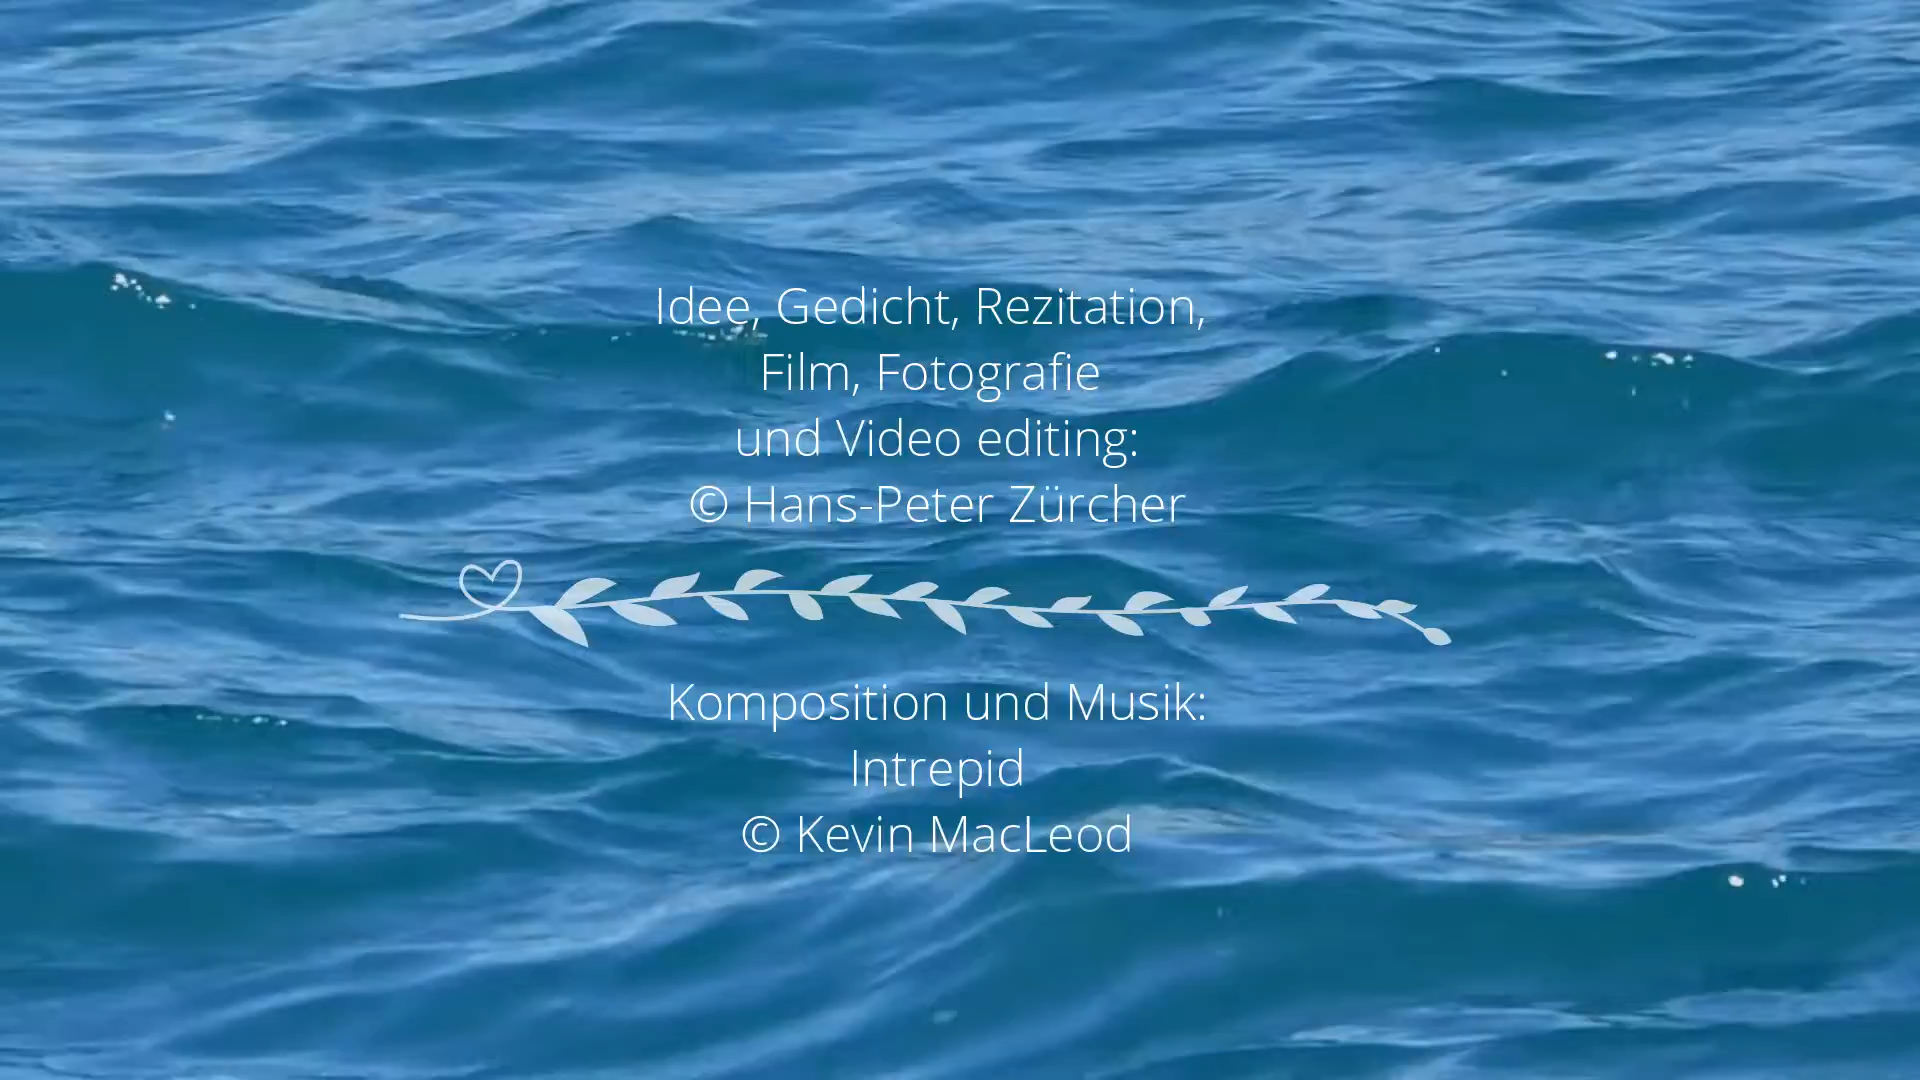 Idee, Gedicht, Rezitation,
Film, Fotografie
und Video editing:
© Hans-Peter Zürcher
Komposition und Musik:
Intrepid
© Kevin MacLeod